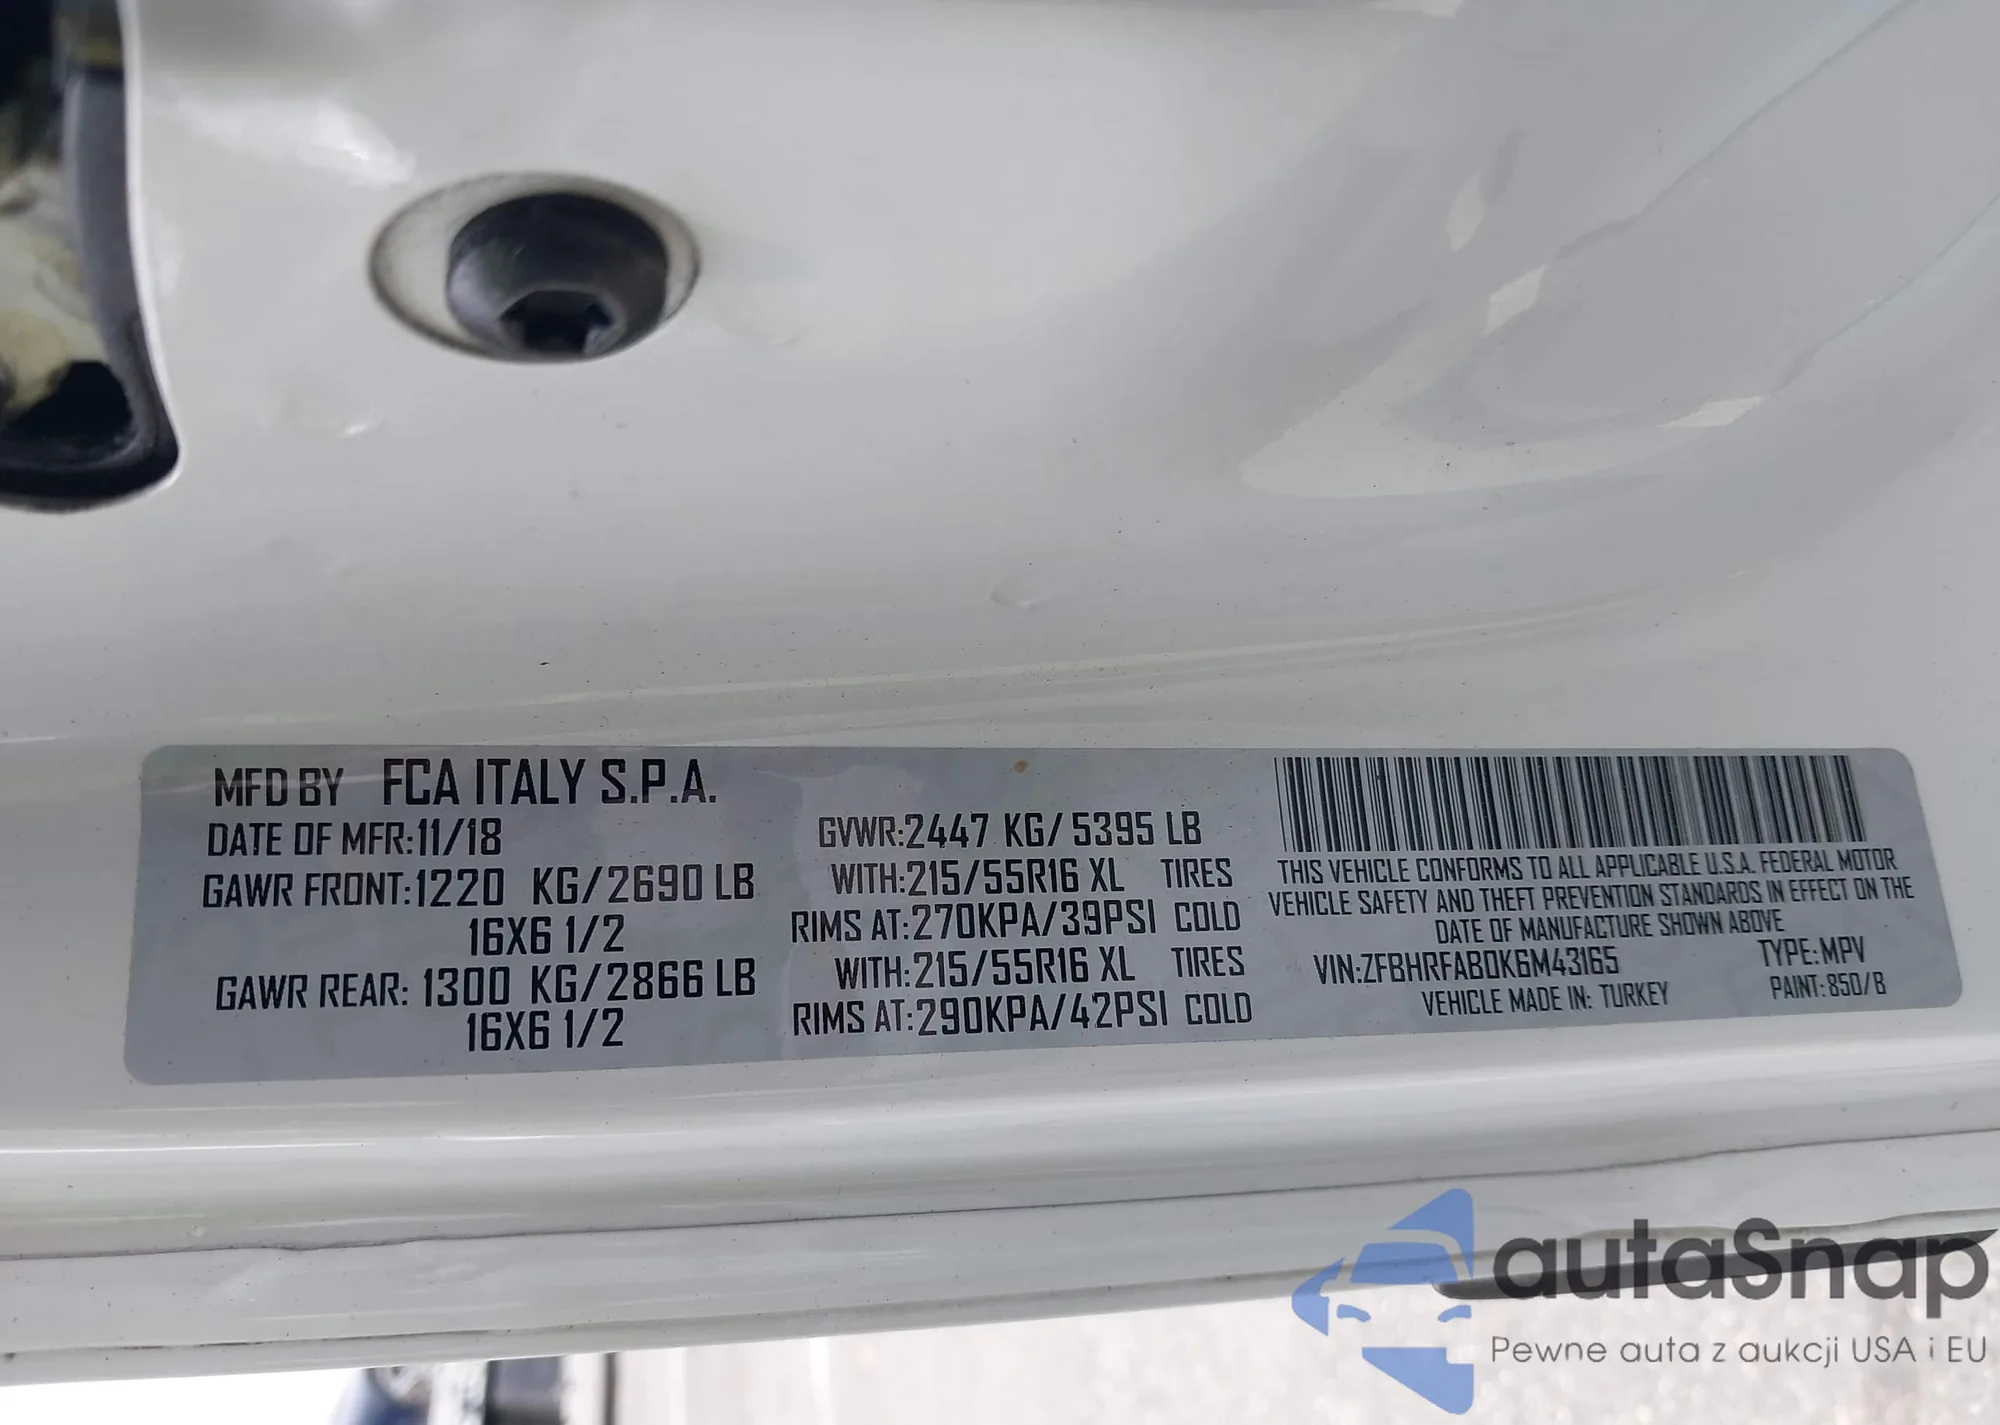 MFD BY FCA ITALY S.P.A.
DATE OF MFR:11/18
GAWR FRONT:1220 KG/2690 LB
16X6 1/2
GAWR REAR: 1300 KG/2866 LB
16X6 1/2
GVWR:2447 KG/ 5395 LB
WITH:215/55R16 XL TIRES
RIMS AT:270KPA/39PSI COLD
WITH:215/55R16 XL TIRES
RIMS AT:290KPA/42PSI COLD
THIS VEHICLE CONFORMS TO ALL APPLICABLE U.S.A. FEDERAL MOTOR
VEHICLE SAFETY AND THEFT PREVENTION STANDARDS IN EFFECT ON THE
DATE OF MANUFACTURE SHOWN ABOVE
VIN:ZFBHRFAB0K6M43165 TYPE:MPV
VEHICLE MADE IN: TURKEY PAINT:850/B
autaSnap
Pewne auta z aukcji USA i EU